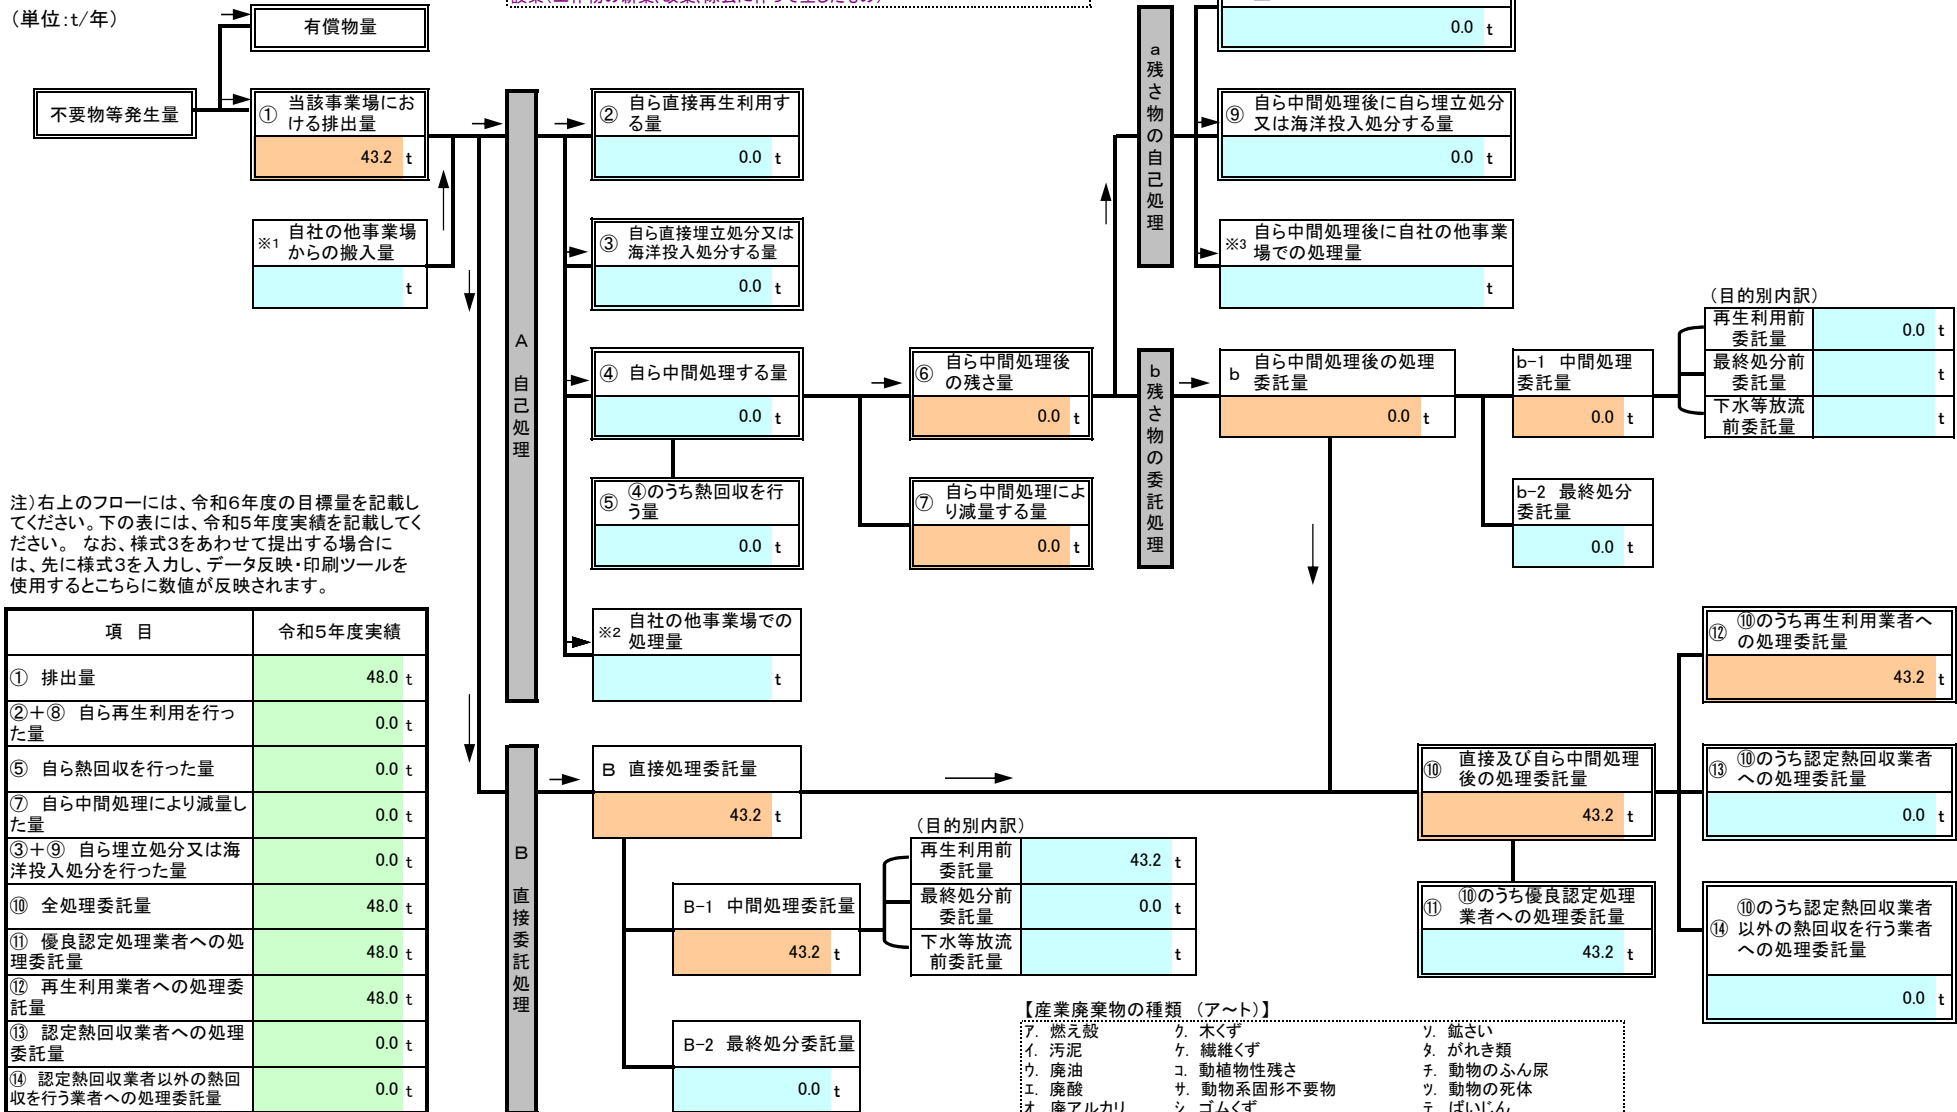 （単位：t/年）
有償物量
不要物等発生量
① 当該事業場にお
ける排出量
43.2 t
※1 自社の他事業場
からの搬入量
t
A 自己処理
② 自ら直接再生利用す
る量
0.0 t
③ 自ら直接埋立処分又は
海洋投入処分する量
0.0 t
④ 自ら中間処理する量
0.0 t
⑤ ④のうち熱回収を行
う量
0.0 t
※2 自社の他事業場での
処理量
t
⑥ 自ら中間処理後
の残さ量
0.0 t
⑦ 自ら中間処理によ
り減量する量
0.0 t
a 残さ物の自己処理
0.0 t
⑨ 自ら中間処理後に自ら埋立処分
又は海洋投入処分する量
0.0 t
※3 自ら中間処理後に自社の他事業
場での処理量
t
b 残さ物の委託処理
b 自ら中間処理後の処理
委託量
0.0 t
b-1 中間処理
委託量
0.0 t
（目的別内訳）
再生利用前
委託量
0.0 t
最終処分前
委託量
t
下水等放流
前委託量
t
b-2 最終処分
委託量
0.0 t
注）右上のフローには、令和６年度の目標量を記載し
てください。下の表には、令和５年度実績を記載してく
ださい。 なお、様式３をあわせて提出する場合に
は、先に様式３を入力し、データ反映・印刷ツールを
使用するとこちらに数値が反映されます。
項 目 令和５年度実績
① 排出量 48.0 t
②＋⑧ 自ら再生利用を行っ
た量 0.0 t
⑤ 自ら熱回収を行った量 0.0 t
⑦ 自ら中間処理により減量し
た量 0.0 t
③＋⑨ 自ら埋立処分又は海
洋投入処分を行った量 0.0 t
⑩ 全処理委託量 48.0 t
⑪ 優良認定処理業者への処
理委託量 48.0 t
⑫ 再生利用業者への処理委
託量 48.0 t
⑬ 認定熱回収業者への処理
委託量 0.0 t
⑭ 認定熱回収業者以外の熱回
収を行う業者への処理委託量 0.0 t
B 直接委託処理
B 直接処理委託量
43.2 t
B-1 中間処理委託量
43.2 t
（目的別内訳）
再生利用前
委託量
43.2 t
最終処分前
委託量
0.0 t
下水等放流
前委託量
t
B-2 最終処分委託量
0.0 t
⑩ 直接及び自ら中間処理
後の処理委託量
43.2 t
⑪ ⑩のうち優良認定処理
業者への処理委託量
43.2 t
⑫ ⑩のうち再生利用業者へ
の処理委託量
43.2 t
⑬ ⑩のうち認定熱回収業者
への処理委託量
0.0 t
⑭ ⑩のうち認定熱回収業者
以外の熱回収を行う業者
への処理委託量
0.0 t
【産業廃棄物の種類 （ア～ト）】
ア. 燃え殻 ク. 木くず ソ. 鉱さい
イ. 汚泥 ケ. 繊維くず タ. がれき類
ウ. 廃油 コ. 動植物性残さ チ. 動物のふん尿
エ. 廃酸 サ. 動物系固形不要物 ツ. 動物の死体
オ. 廃アルカリ シ. ゴムくず テ. ばいじん